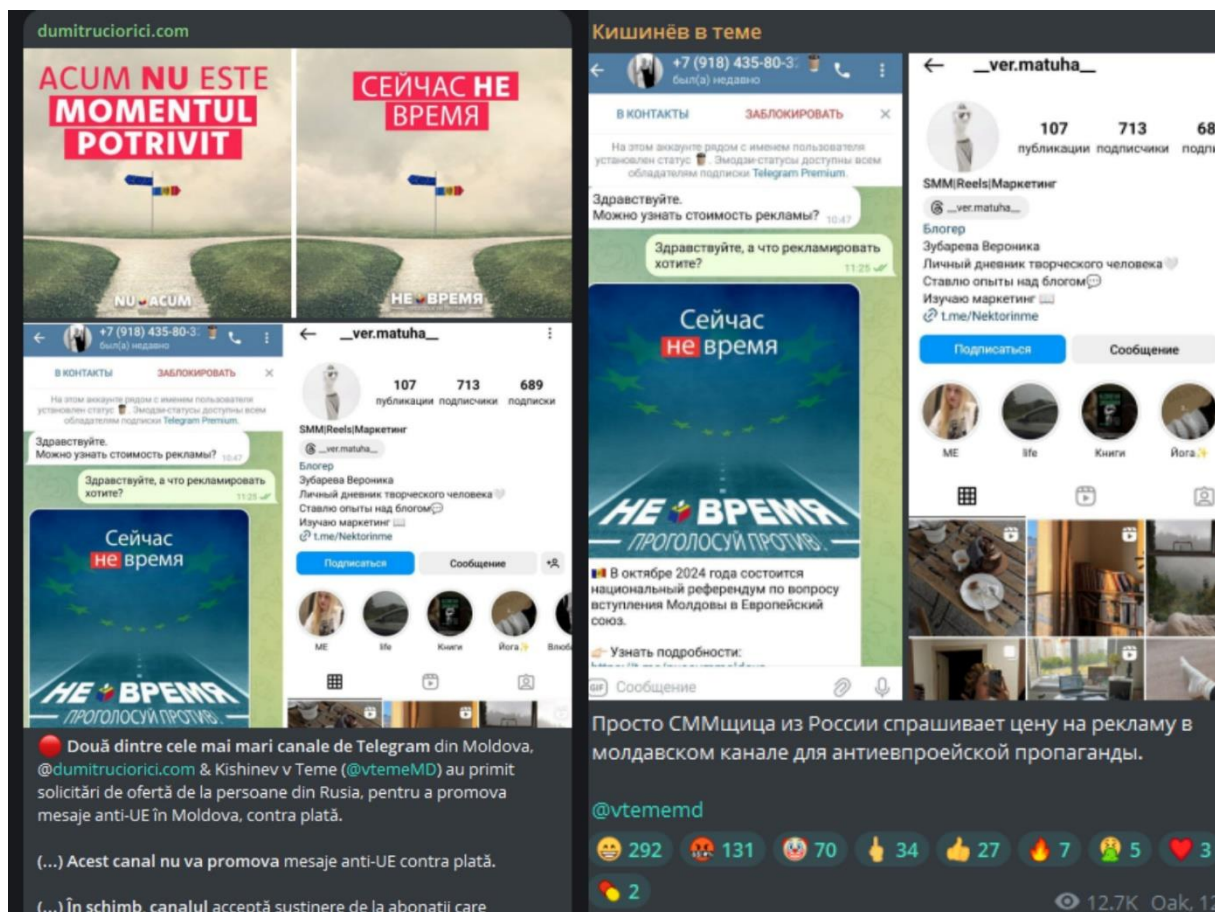 dumitruciorici.com
ACUM NU ESTE
MOMENTUL
POTRIVIT
NU ACUM
СЕЙЧАС НЕ
ВРЕМЯ
НЕ ВРЕМЯ
+7 (918) 435-80-3
был(а) недавно
В КОНТАКТЫ
ЗАБЛОКИРОВАТЬ
На этом аккаунте рядом с именем пользователя
установлен статус . Эмодзи-статусы доступны всем
обладателям подписки Telegram Premium.
Здравствуйте.
Можно узнать стоимость рекламы? 10:47
Здравствуйте, а что рекламировать
хотите?
11:25
Сейчас
не время
НЕ ВРЕМЯ
ПРОГОЛОСУЙ ПРОТИВ!
__ver.matuha__
107
713
689
публикации
подписчики
подписки
SMM|Reels|Маркетинг
__ver.matuha__
Блогер
Зубарева Вероника
Личный дневник творческого человека🤍
Ставлю опыты над блогом💬
Изучаю маркетинг 📖
t.me/Nektorinme
Подписаться
Сообщение
ME
life
Книги
Йога✨
🔴 Două dintre cele mai mari canale de Telegram din Moldova,
@dumitruciorici.com & Kishinev v Teme (@vtemeMD) au primit
solicitări de ofertă de la persoane din Rusia, pentru a promova
mesaje anti-UE în Moldova, contra plată.
(...) Acest canal nu va promova mesaje anti-UE contra plată.
(...) În schimb, canalul acceptă susținere de la abonații care
Кишинёв в теме
+7 (918) 435-80-3
был(а) недавно
В КОНТАКТЫ
ЗАБЛОКИРОВАТЬ
На этом аккаунте рядом с именем пользователя
установлен статус . Эмодзи-статусы доступны всем
обладателям подписки Telegram Premium.
Здравствуйте.
Можно узнать стоимость рекламы? 10:47
Здравствуйте, а что рекламировать
хотите?
11:25
Сейчас
не время
НЕ ВРЕМЯ
ПРОГОЛОСУЙ ПРОТИВ!
🇲🇩 В октябре 2024 года состоится
национальный референдум по вопросу
вступления Молдовы в Европейский
союз.
👉 Узнать подробности:
GIF Сообщение
__ver.matuha__
107
713
68
публикации
подписчики
SMM|Reels|Маркетинг
__ver.matuha__
Блогер
Зубарева Вероника
Личный дневник творческого человека🤍
Ставлю опыты над блогом💬
Изучаю маркетинг 📖
t.me/Nektorinme
Подписаться
Сообщение
ME
life
Книги
Йога✨
Просто СММщица из России спрашивает цену на рекламу в
молдавском канале для антиевпроейской пропаганды.
@vtememd
292
131
70
34
27
7
5
3
2
12.7K Oak, 12